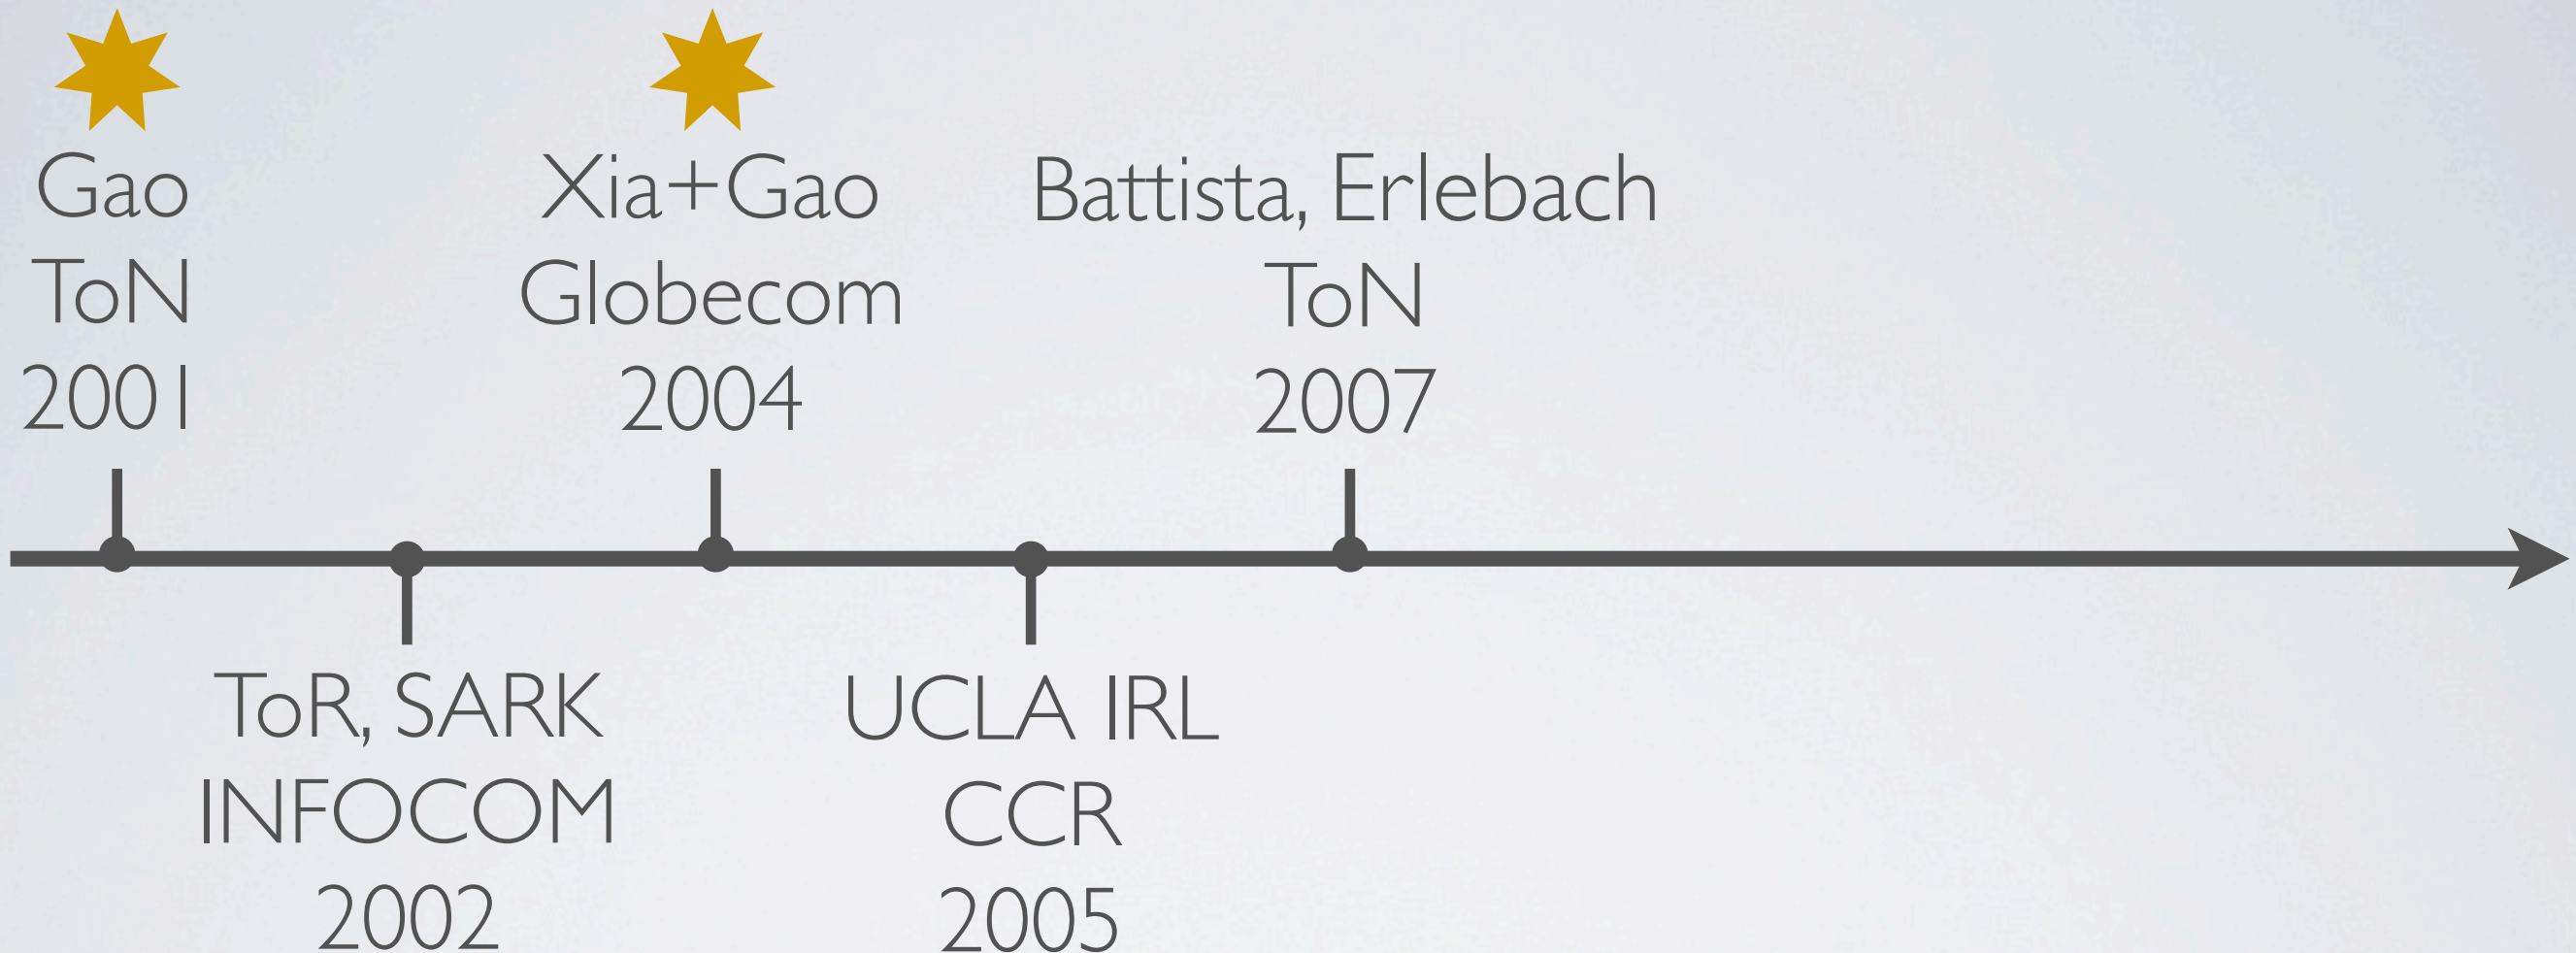 Gao
ToN
2001
ToR, SARK
INFOCOM
2002
Xia+Gao
Globecom
2004
UCLA IRL
CCR
2005
Battista, Erlebach
ToN
2007